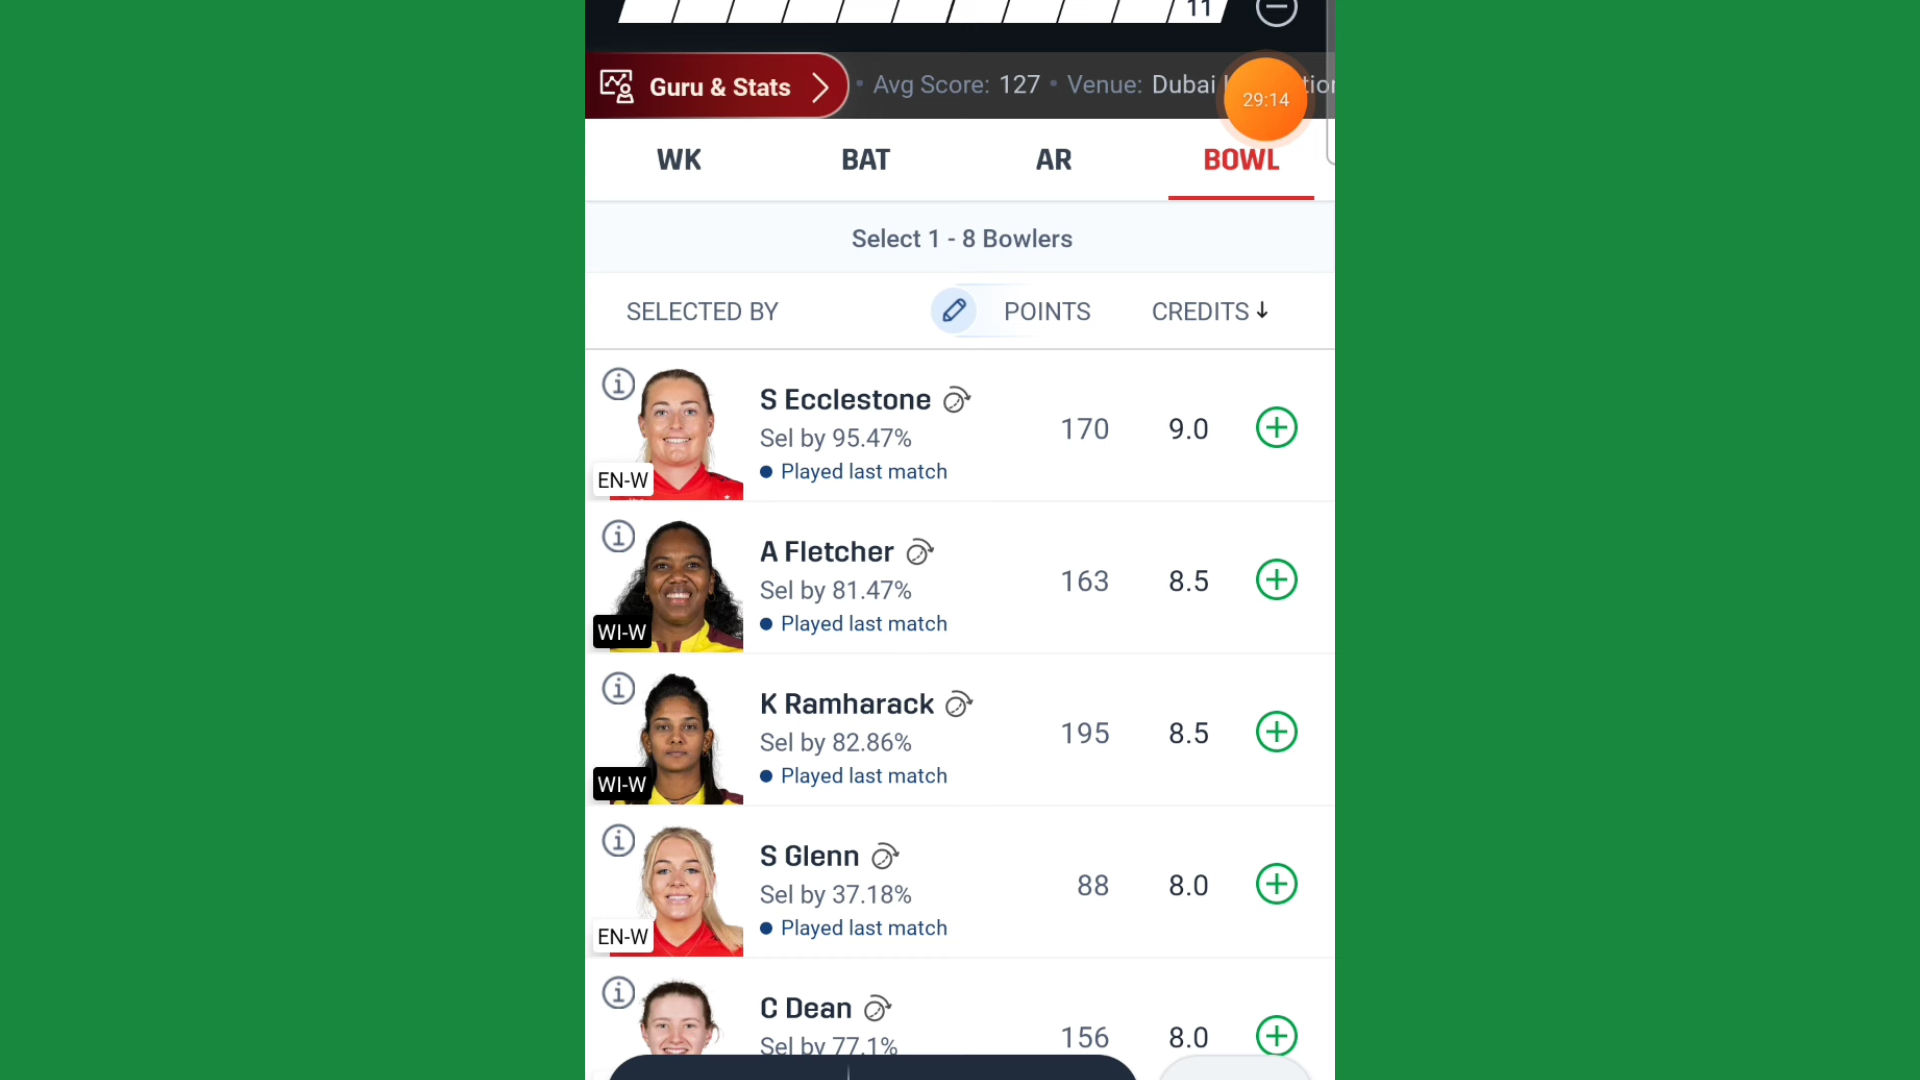 11
Guru & Stats
• Avg Score: 127 • Venue: Dubai
29:14
WK BAT AR BOWL
Select 1 - 8 Bowlers
SELECTED BY POINTS CREDITS ↓
S Ecclestone
Sel by 95.47%
170 9.0
• Played last match
EN-W
A Fletcher
Sel by 81.47%
163 8.5
• Played last match
WI-W
K Ramharack
Sel by 82.86%
195 8.5
• Played last match
WI-W
S Glenn
Sel by 37.18%
88 8.0
• Played last match
EN-W
C Dean
Sel by 77.1%
156 8.0